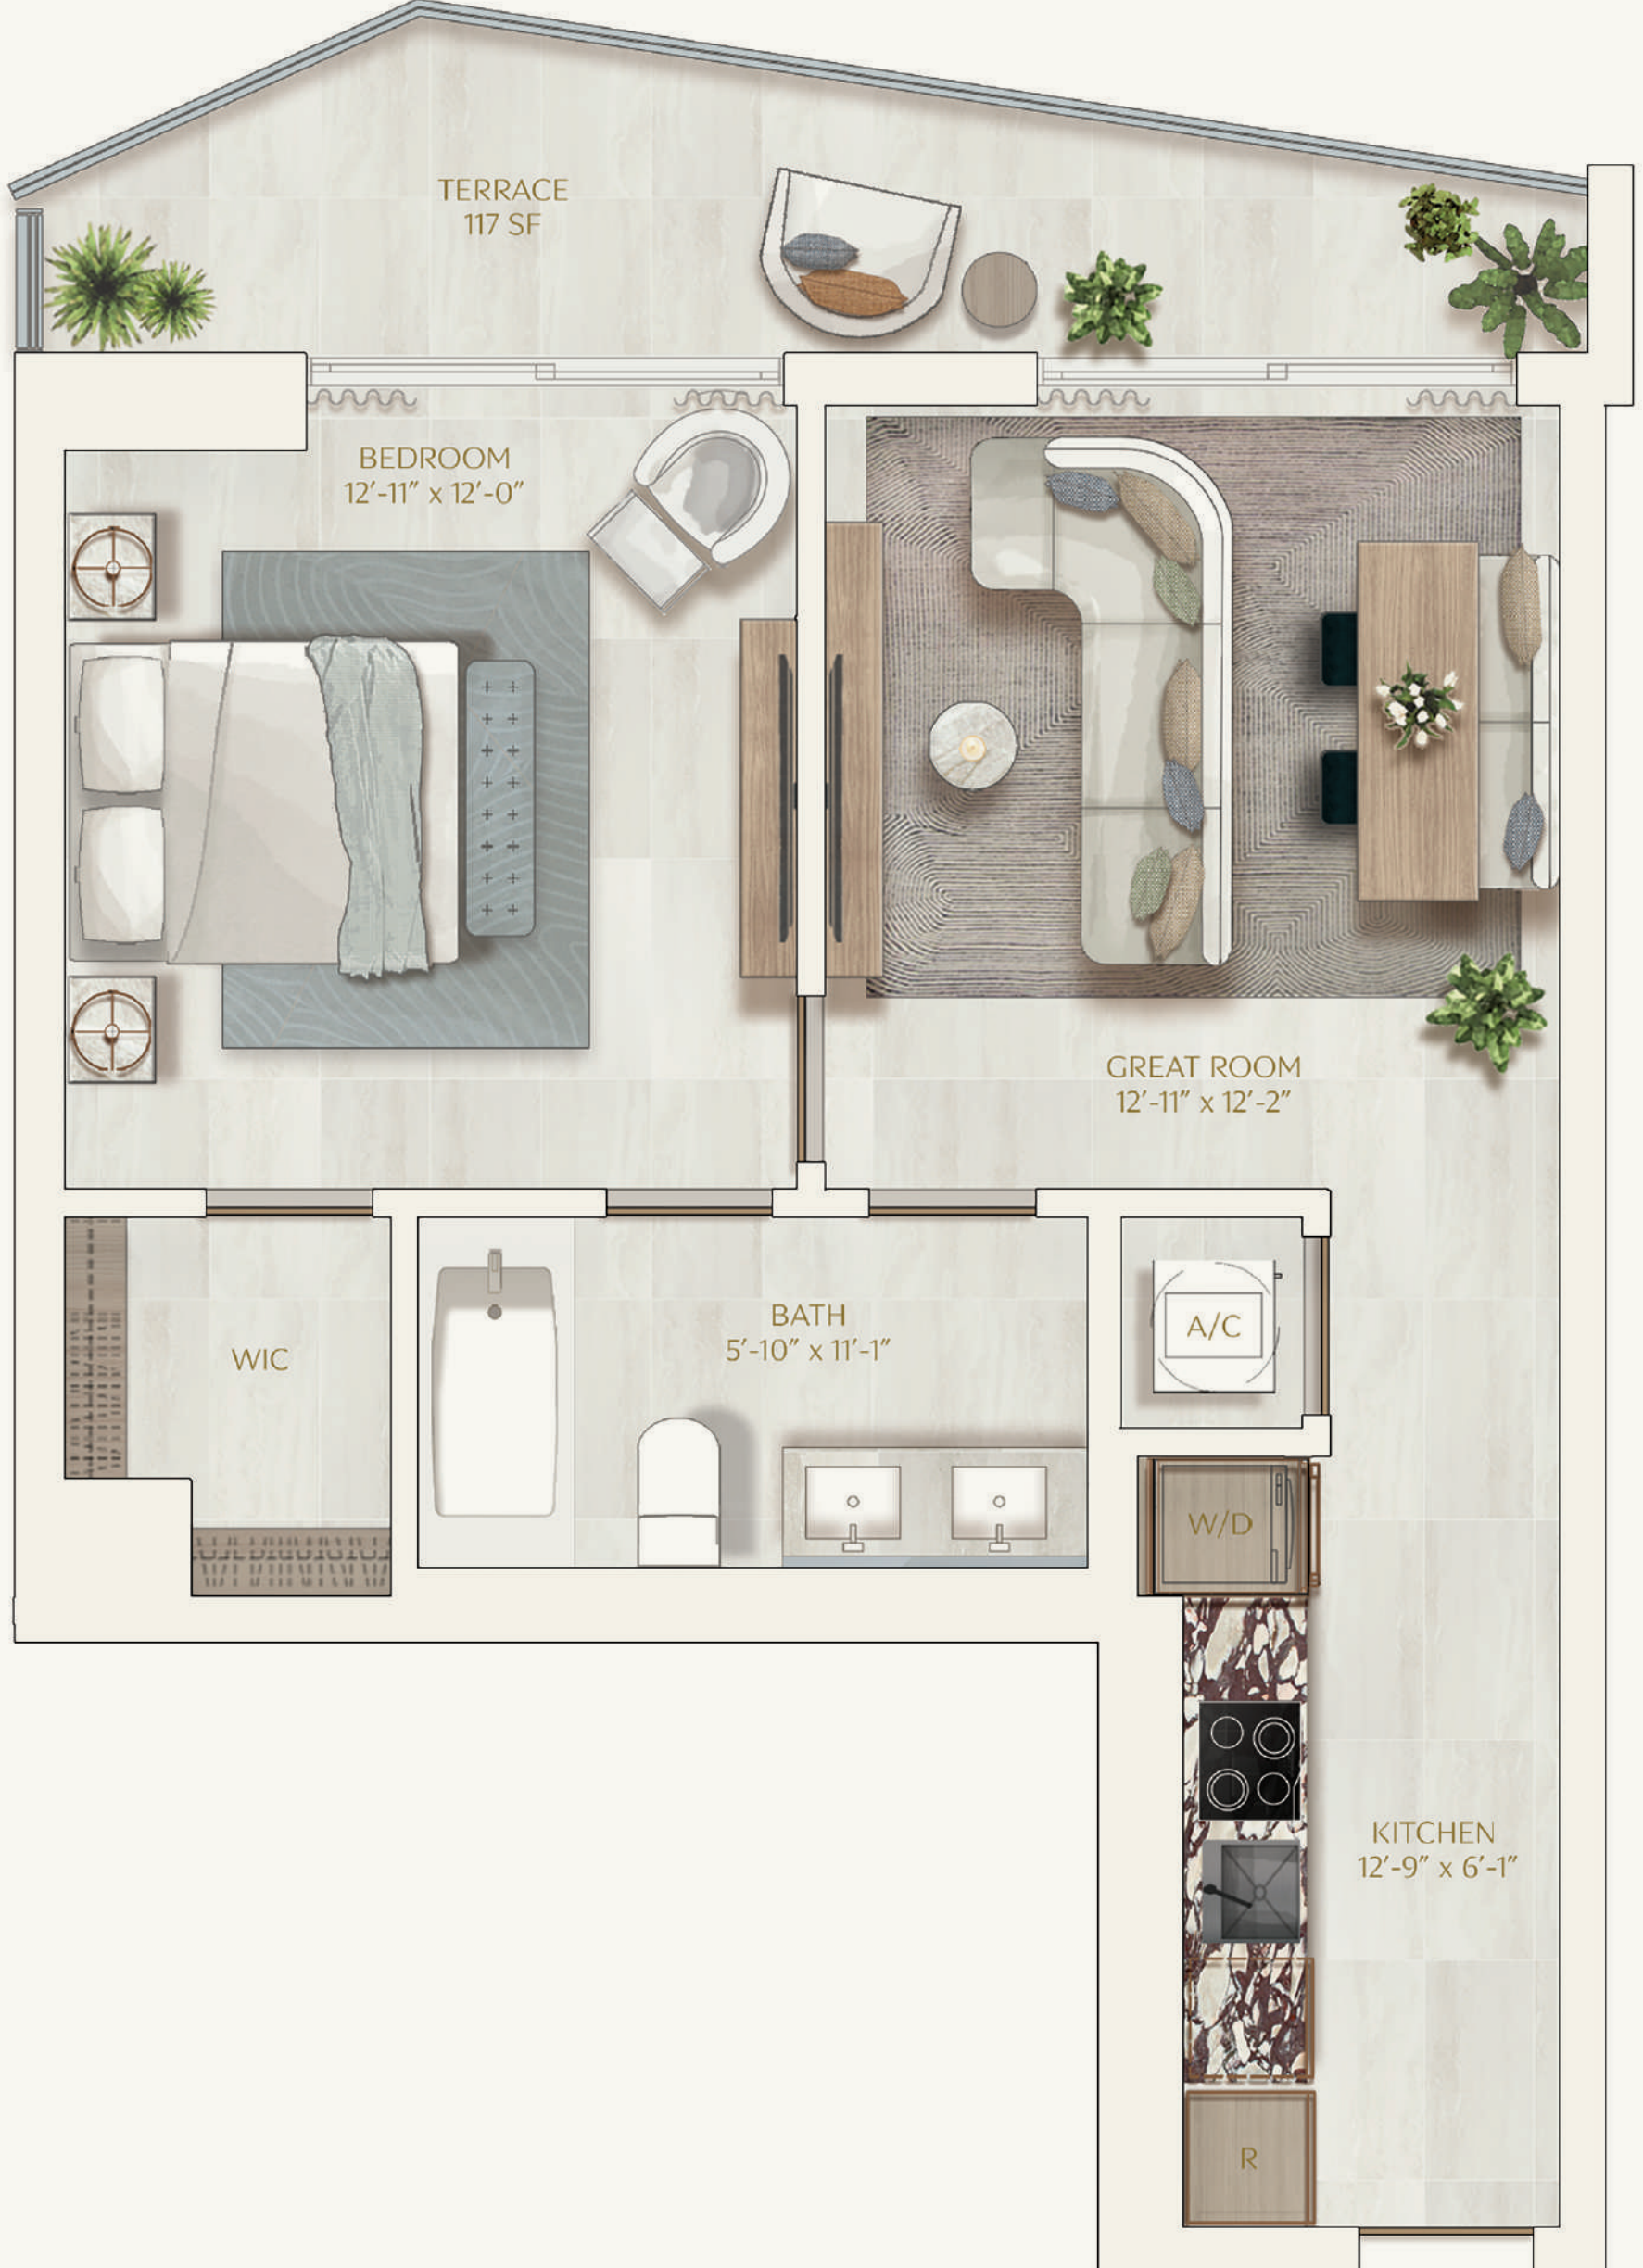 TERRACE
117 SF
BEDROOM
12′-11″ x 12′-0″
GREAT ROOM
12′-11″ x 12′-2″
BATH
5′-10″ x 11′-1″
A/C
WIC
W/D
KITCHEN
12′-9″ x 6′-1″
R